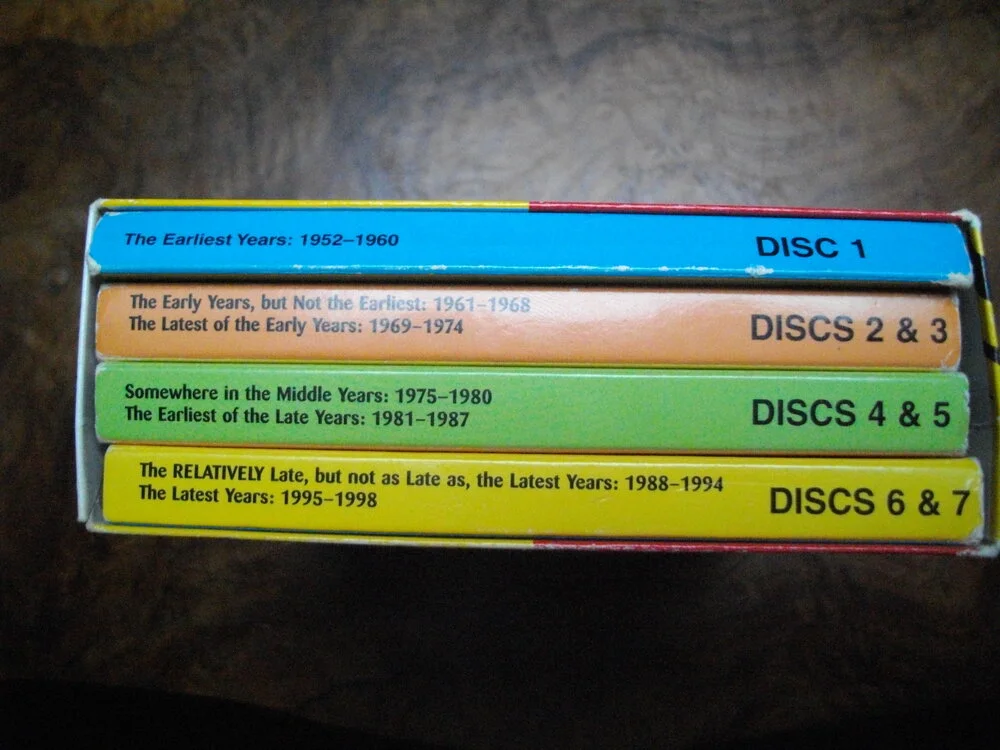 The Earliest Years: 1952–1960 DISC 1
The Early Years, but Not the Earliest: 1961–1968
The Latest of the Early Years: 1969–1974
DISCS 2 & 3
Somewhere in the Middle Years: 1975–1980
The Earliest of the Late Years: 1981–1987
DISCS 4 & 5
The RELATIVELY Late, but not as Late as, the Latest Years: 1988–1994
The Latest Years: 1995–1998
DISCS 6 & 7